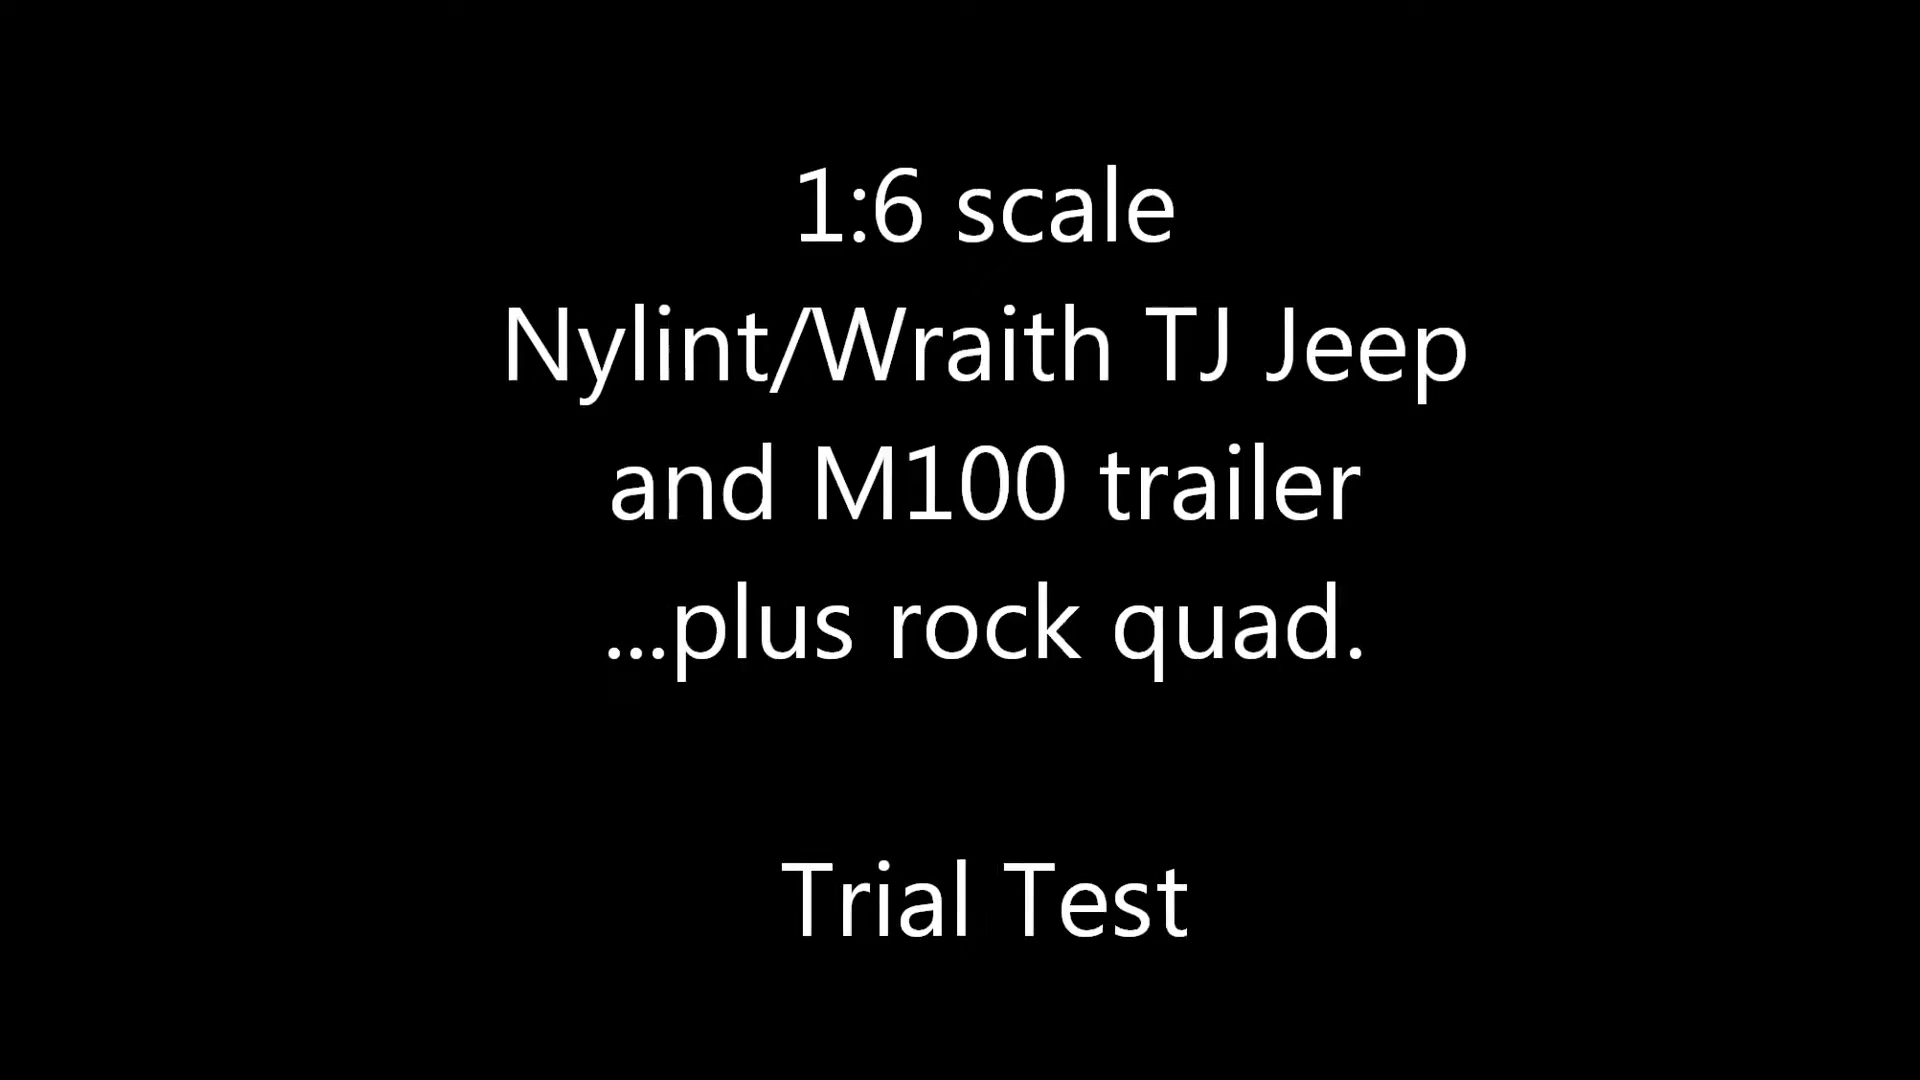 1:6 scale
Nylint/Wraith TJ Jeep
and M100 trailer
...plus rock quad.
Trial Test